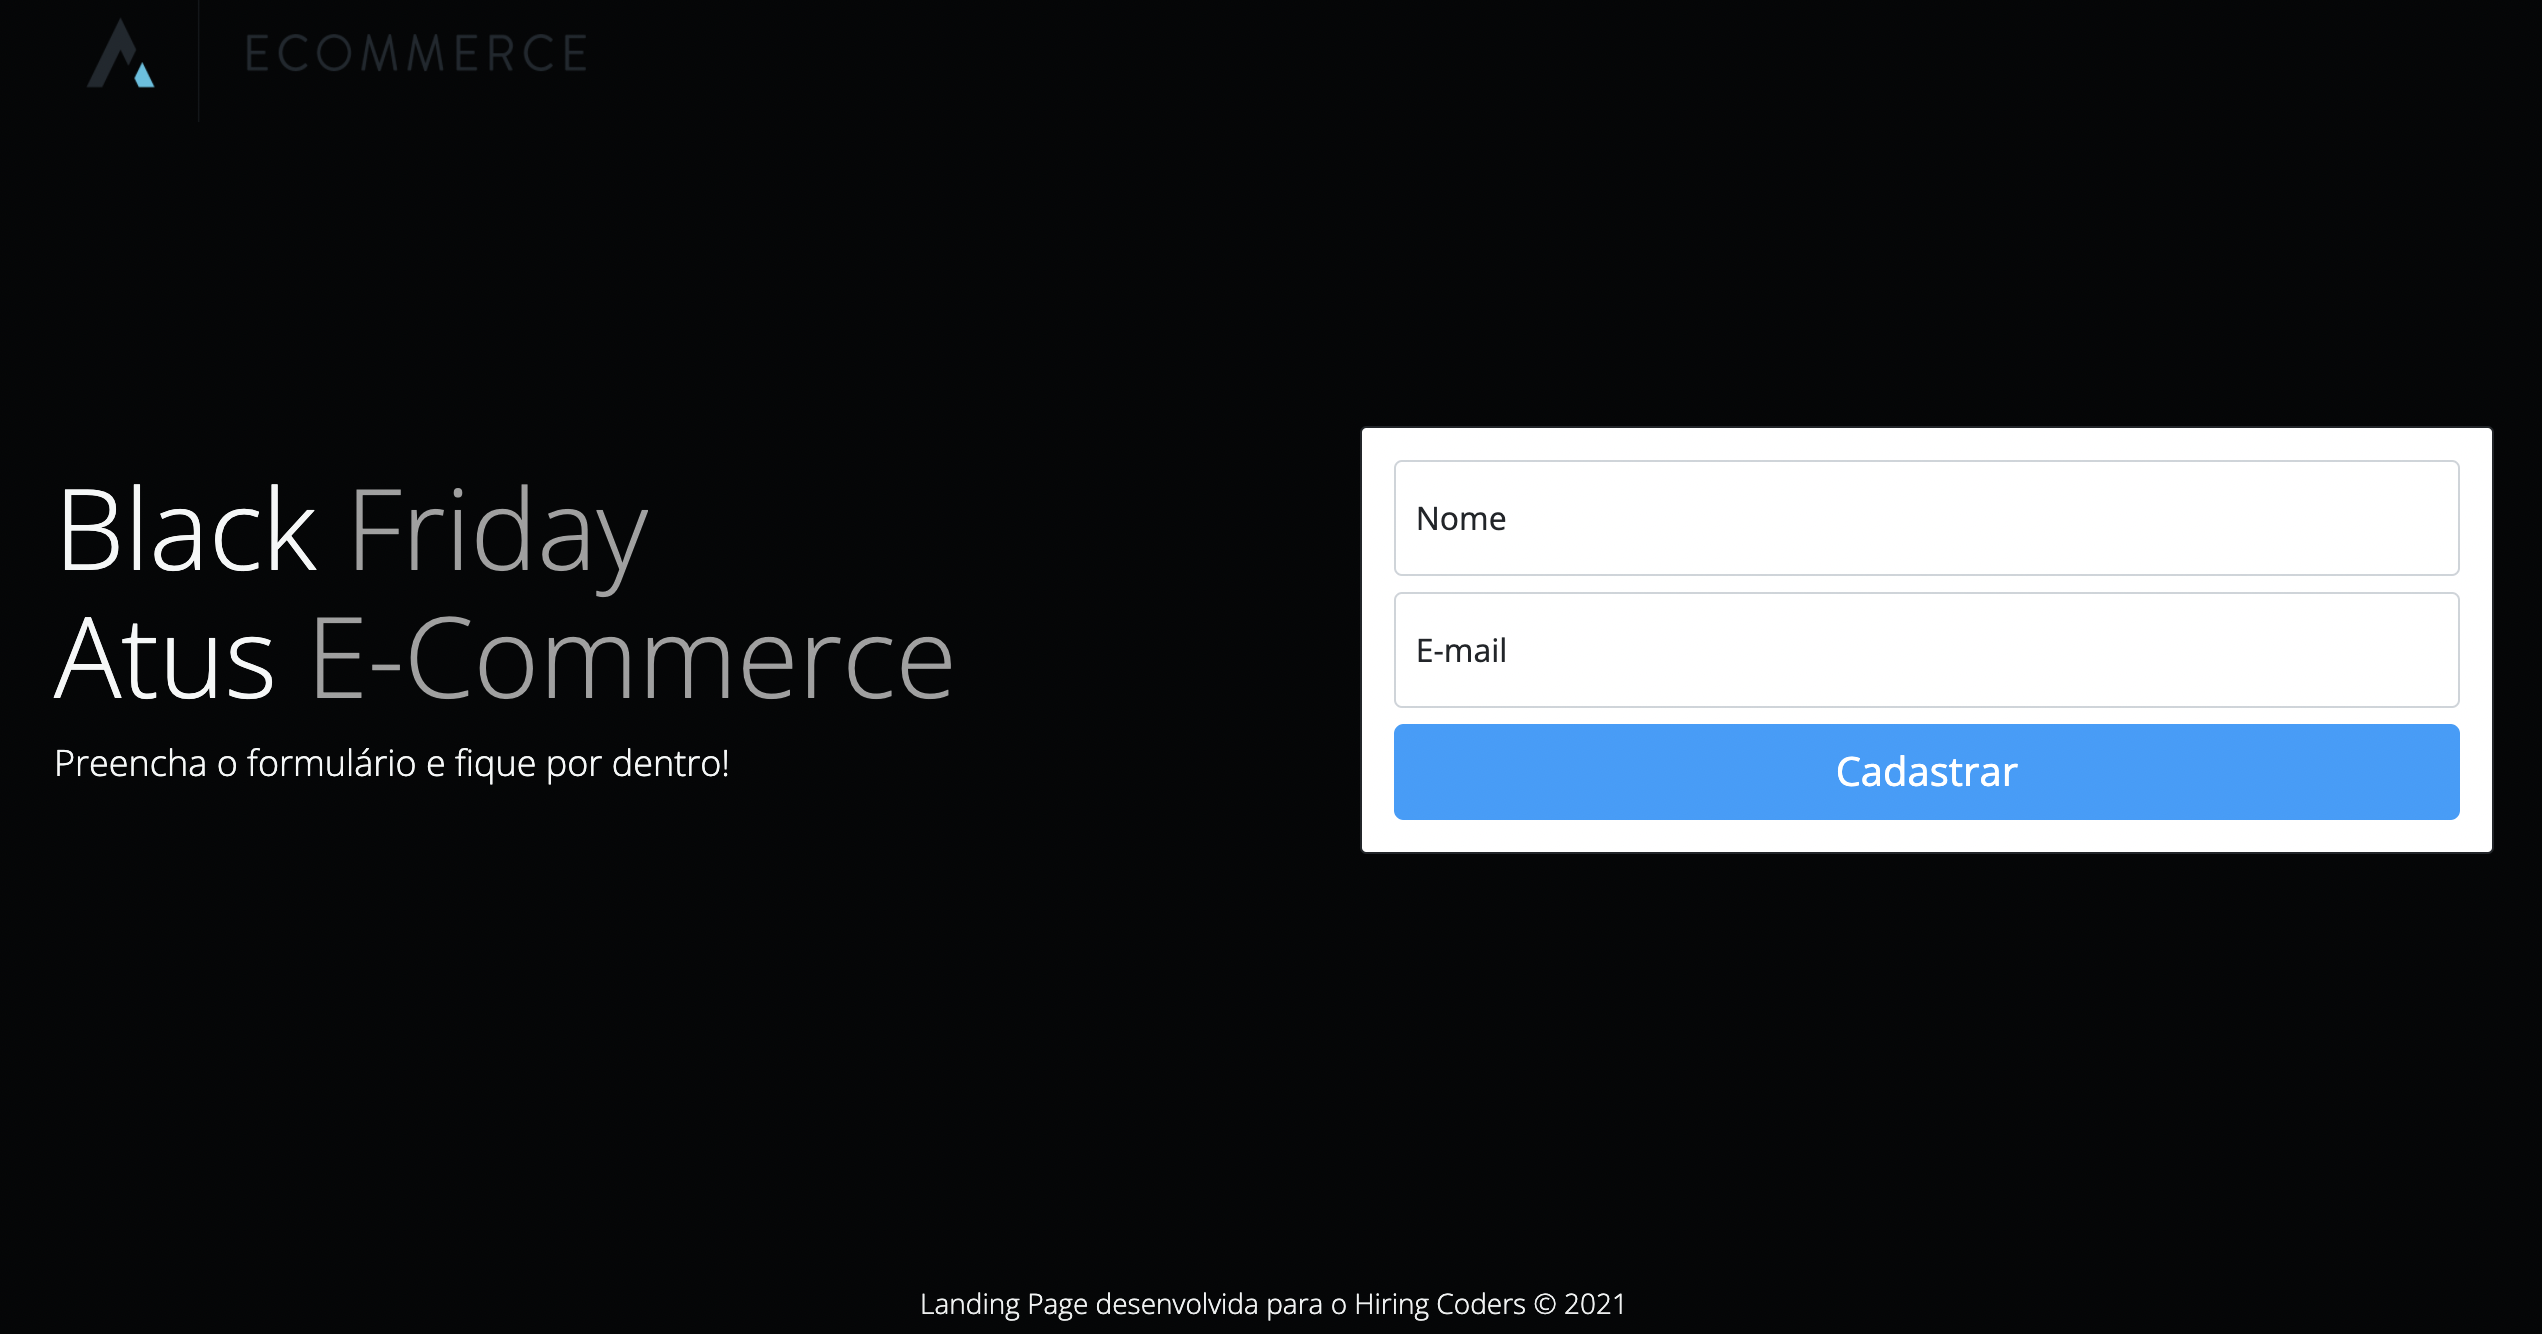 ECOMMERCE
Black Friday
Atus E-Commerce
Preencha o formulário e fique por dentro!
Nome
E-mail
Cadastrar
Landing Page desenvolvida para o Hiring Coders © 2021